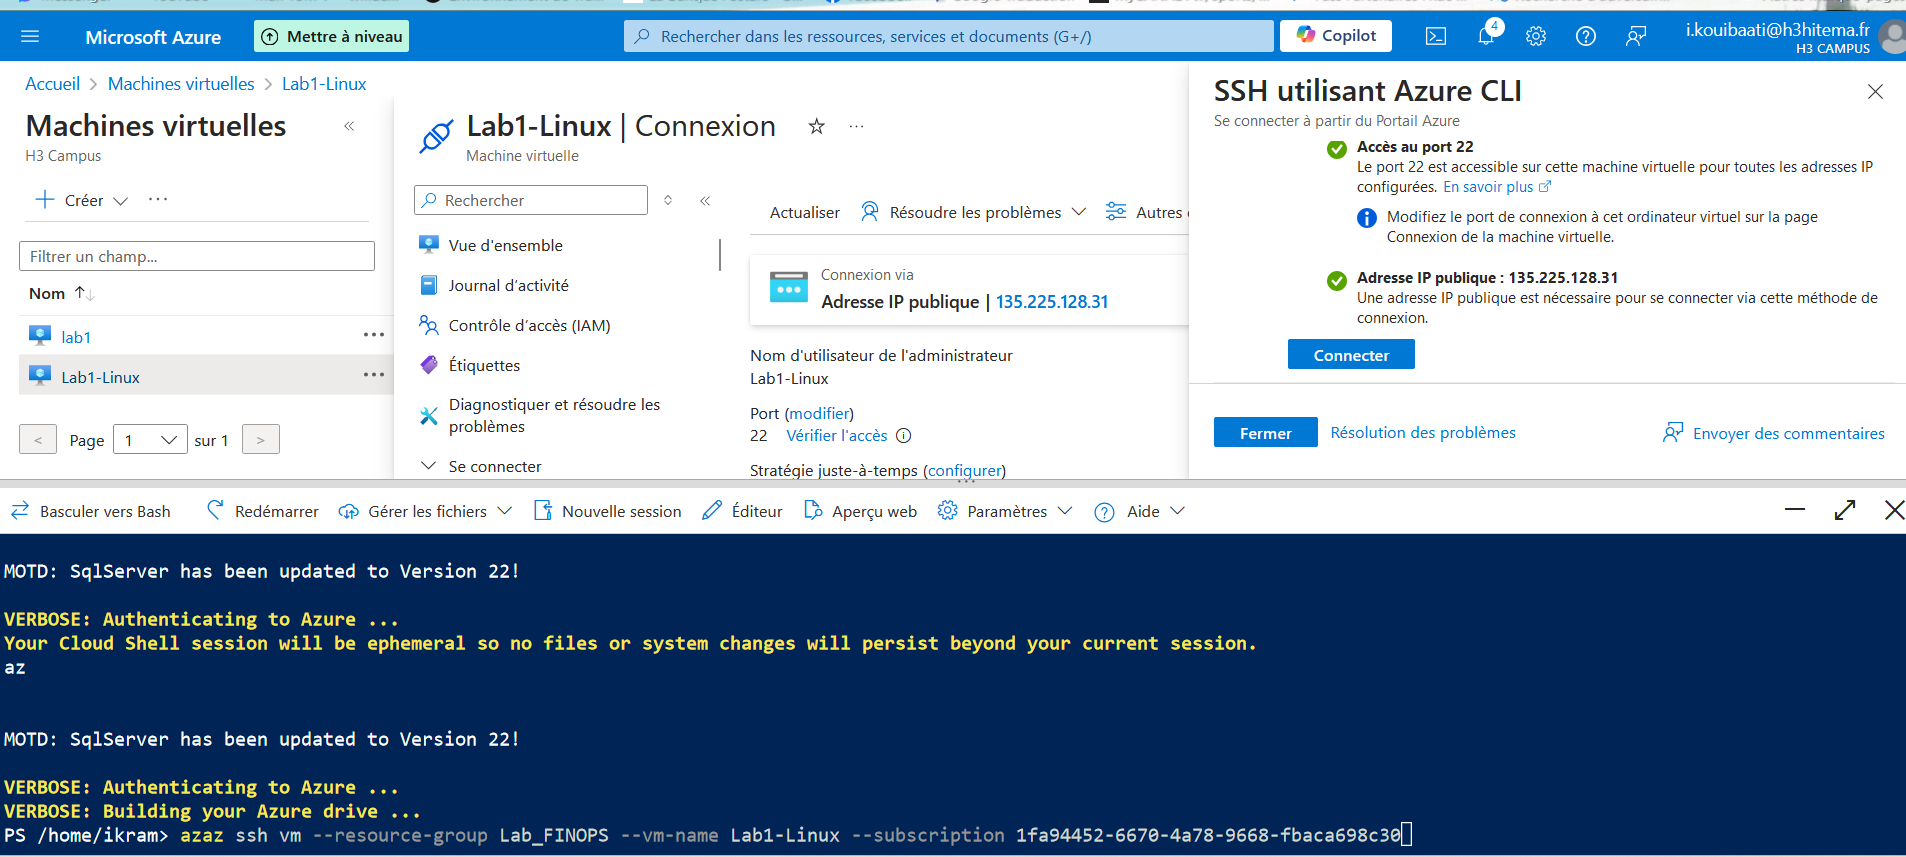 Microsoft Azure
Mettre à niveau
Rechercher dans les ressources, services et documents (G+/)
Copilot
4
i.kouibaati@h3hitema.fr
H3 CAMPUS
Accueil > Machines virtuelles > Lab1-Linux
Machines virtuelles
H3 Campus
Créer
Filtrer un champ...
Nom
lab1
Lab1-Linux
Page 1 sur 1
Lab1-Linux | Connexion
Machine virtuelle
Rechercher
Vue d'ensemble
Journal d'activité
Contrôle d'accès (IAM)
Étiquettes
Diagnostiquer et résoudre les
problèmes
Se connecter
Actualiser
Résoudre les problèmes
Autres
Connexion via
Adresse IP publique | 135.225.128.31
Nom d'utilisateur de l'administrateur
Lab1-Linux
Port (modifier)
22 Vérifier l'accès
Stratégie juste-à-temps (configurer)
SSH utilisant Azure CLI
Se connecter à partir du Portail Azure
Accès au port 22
Le port 22 est accessible sur cette machine virtuelle pour toutes les adresses IP
configurées. En savoir plus
Modifiez le port de connexion à cet ordinateur virtuel sur la page
Connexion de la machine virtuelle.
Adresse IP publique : 135.225.128.31
Une adresse IP publique est nécessaire pour se connecter via cette méthode de
connexion.
Connecter
Fermer
Résolution des problèmes
Envoyer des commentaires
Basculer vers Bash
Redémarrer
Gérer les fichiers
Nouvelle session
Éditeur
Aperçu web
Paramètres
Aide
MOTD: SqlServer has been updated to Version 22!
VERBOSE: Authenticating to Azure ...
Your Cloud Shell session will be ephemeral so no files or system changes will persist beyond your current session.
az
MOTD: SqlServer has been updated to Version 22!
VERBOSE: Authenticating to Azure ...
VERBOSE: Building your Azure drive ...
PS /home/ikram> azaz ssh vm --resource-group Lab_FINOPS --vm-name Lab1-Linux --subscription 1fa94452-6670-4a78-9668-fbaca698c30